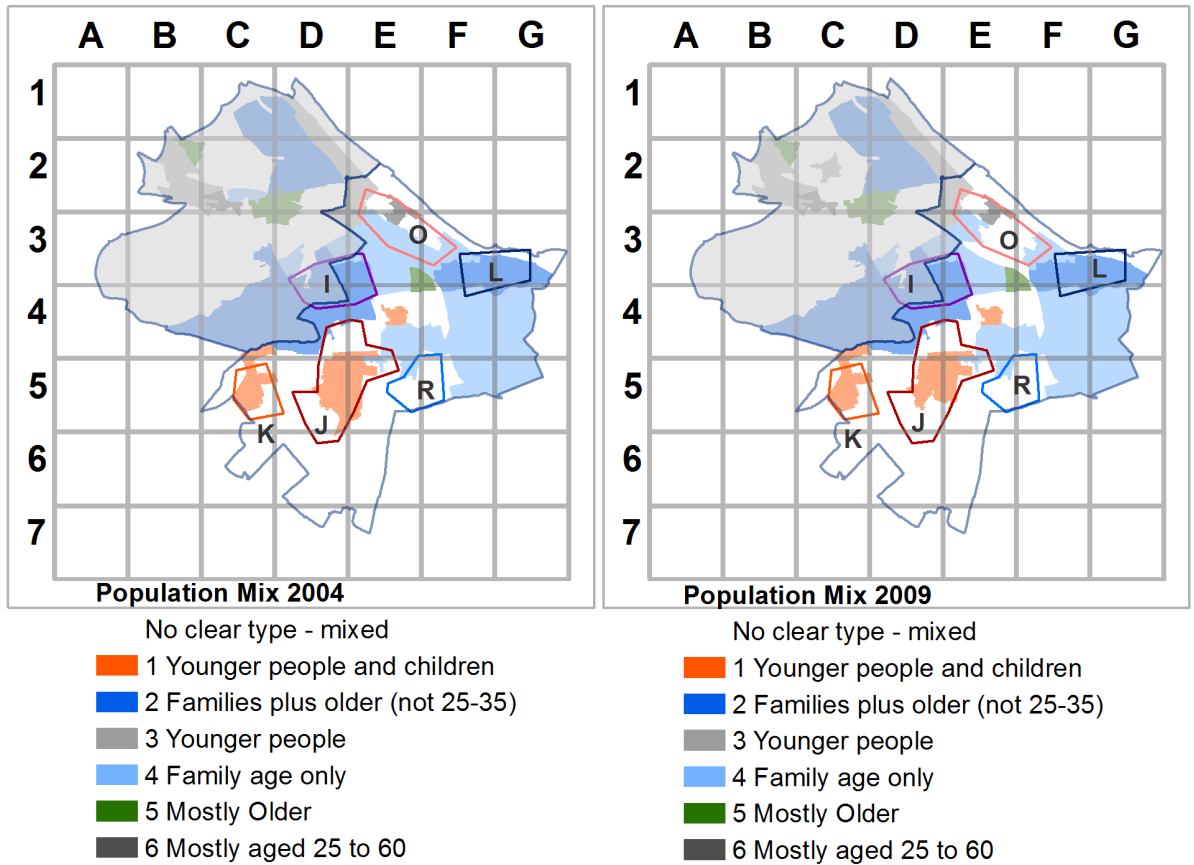 A B C D E F G
1
2
3
4
5
6
7
O
I
L
R
K
J
Population Mix 2004
No clear type - mixed
1 Younger people and children
2 Families plus older (not 25-35)
3 Younger people
4 Family age only
5 Mostly Older
6 Mostly aged 25 to 60
A B C D E F G
1
2
3
4
5
6
7
O
I
L
R
K
J
Population Mix 2009
No clear type - mixed
1 Younger people and children
2 Families plus older (not 25-35)
3 Younger people
4 Family age only
5 Mostly Older
6 Mostly aged 25 to 60